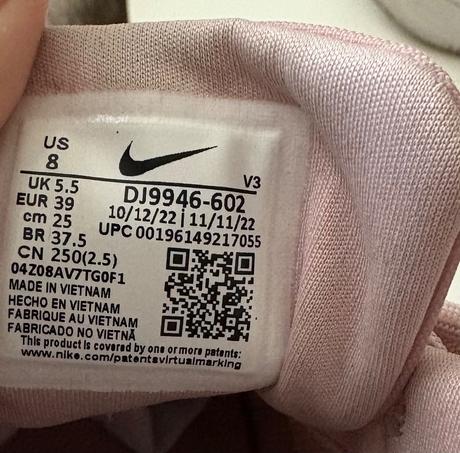 US
8
V3
UK 5.5
DJ9946-602
EUR 39
10/12/22 | 11/11/22
cm 25
UPC 00196149217055
BR 37.5
CN 250(2.5)
04Z08AV7TG0F1
MADE IN VIETNAM
HECHO EN VIETNAM
FABRIQUE AU VIETNAM
FABRICADO NO VIETNÃ
This product is covered by one or more patents:
www.nike.com/patentsvirtualmarking